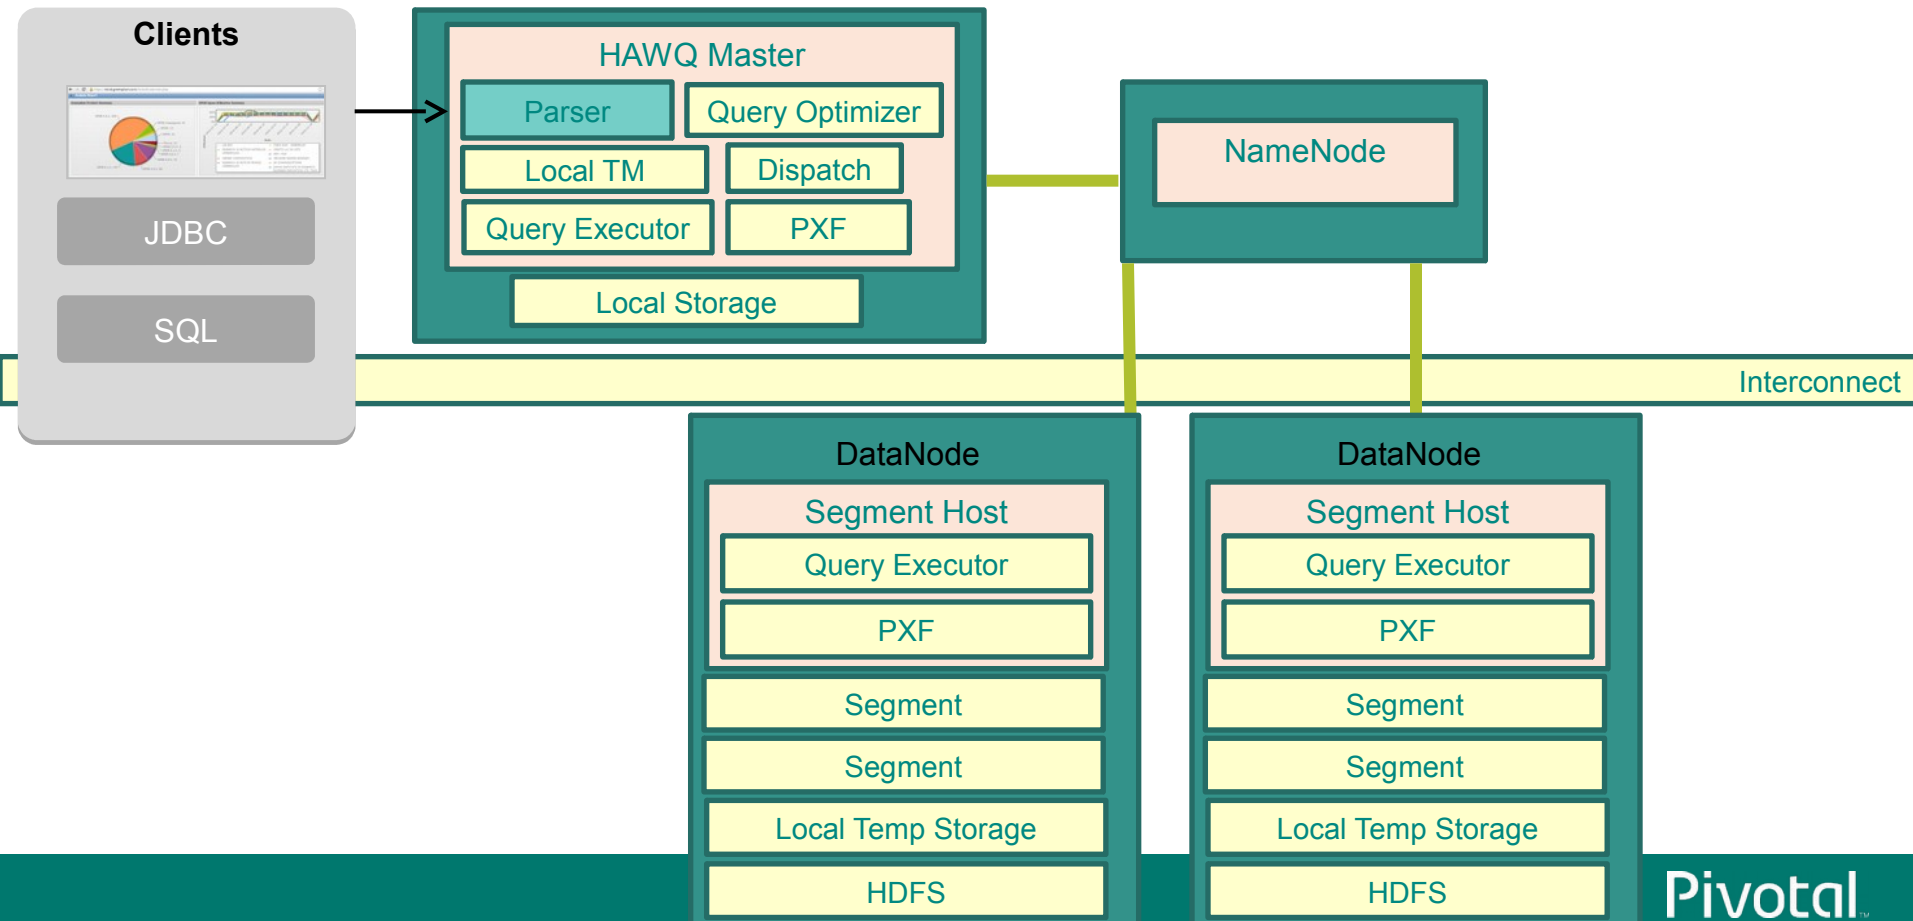 Clients
JDBC
SQL
HAWQ Master
Parser
Query Optimizer
Local TM
Dispatch
Query Executor
PXF
Local Storage
NameNode
Interconnect
DataNode
Segment Host
Query Executor
PXF
Segment
Segment
Local Temp Storage
HDFS
DataNode
Segment Host
Query Executor
PXF
Segment
Segment
Local Temp Storage
HDFS
Pivotal™